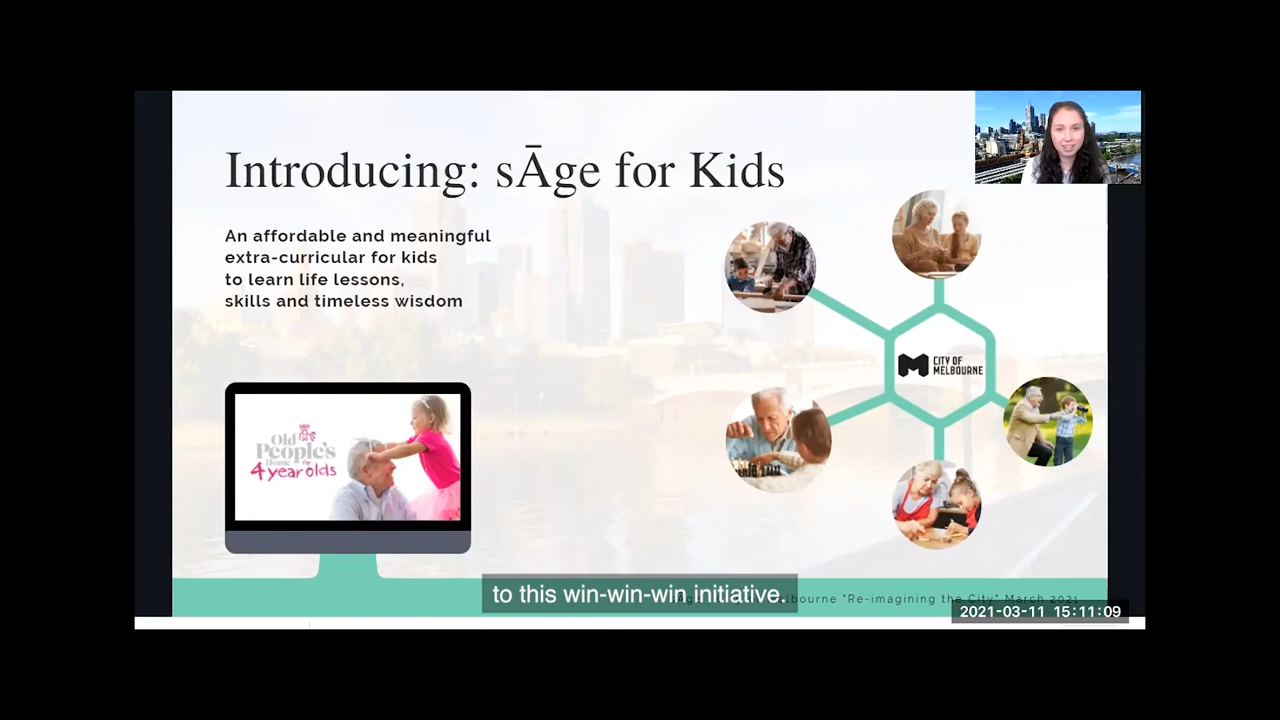 Introducing: sĀge for Kids
An affordable and meaningful
extra-curricular for kids
to learn life lessons,
skills and timeless wisdom
CITY OF
MELBOURNE
Old
People's
Home for
4 year olds
to this win-win-win initiative.
"Re-imagining the City" March 2021
2021-03-11 15:11:09